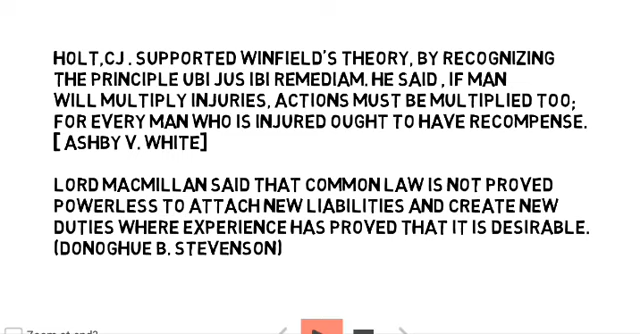 HOLT,CJ . SUPPORTED WINFIELD'S THEORY, BY RECOGNIZING
THE PRINCIPLE UBI JUS IBI REMEDIAM. HE SAID , IF MAN
WILL MULTIPLY INJURIES, ACTIONS MUST BE MULTIPLIED TOO;
FOR EVERY MAN WHO IS INJURED OUGHT TO HAVE RECOMPENSE.
[ ASHBY V. WHITE]
LORD MACMILLAN SAID THAT COMMON LAW IS NOT PROVED
POWERLESS TO ATTACH NEW LIABILITIES AND CREATE NEW
DUTIES WHERE EXPERIENCE HAS PROVED THAT IT IS DESIRABLE.
(DONOGHUE B. STEVENSON)
Zoom at end?